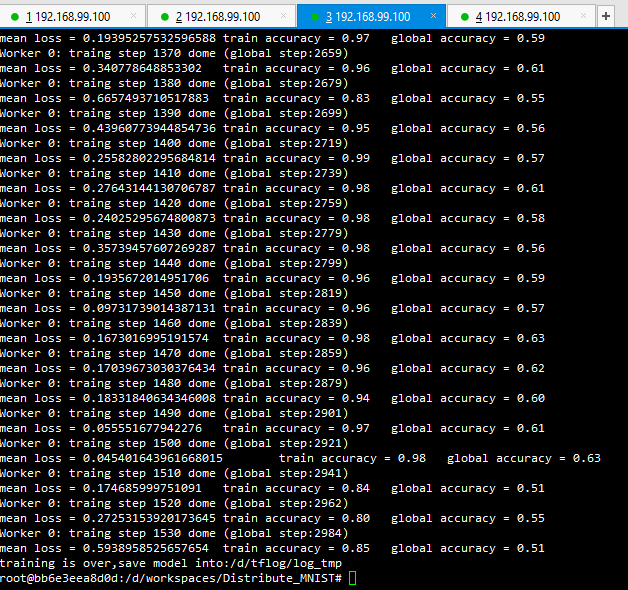 1 192.168.99.100 × 2 192.168.99.100 × 3 192.168.99.100 × 4 192.168.99.100 × +
mean loss = 0.19395257532596588 train accuracy = 0.97 global accuracy = 0.59
Worker 0: traing step 1370 dome (global step:2659)
mean loss = 0.340778648853302 train accuracy = 0.96 global accuracy = 0.61
Worker 0: traing step 1380 dome (global step:2679)
mean loss = 0.6657493710517883 train accuracy = 0.83 global accuracy = 0.55
Worker 0: traing step 1390 dome (global step:2699)
mean loss = 0.43960773944854736 train accuracy = 0.95 global accuracy = 0.56
Worker 0: traing step 1400 dome (global step:2719)
mean loss = 0.25582802295684814 train accuracy = 0.99 global accuracy = 0.57
Worker 0: traing step 1410 dome (global step:2739)
mean loss = 0.27643144130706787 train accuracy = 0.98 global accuracy = 0.61
Worker 0: traing step 1420 dome (global step:2759)
mean loss = 0.24025295674800873 train accuracy = 0.98 global accuracy = 0.58
Worker 0: traing step 1430 dome (global step:2779)
mean loss = 0.35739457607269287 train accuracy = 0.98 global accuracy = 0.56
Worker 0: traing step 1440 dome (global step:2799)
mean loss = 0.1935672014951706 train accuracy = 0.96 global accuracy = 0.59
Worker 0: traing step 1450 dome (global step:2819)
mean loss = 0.09731739014387131 train accuracy = 0.96 global accuracy = 0.57
Worker 0: traing step 1460 dome (global step:2839)
mean loss = 0.1673016995191574 train accuracy = 0.98 global accuracy = 0.63
Worker 0: traing step 1470 dome (global step:2859)
mean loss = 0.17039673030376434 train accuracy = 0.96 global accuracy = 0.62
Worker 0: traing step 1480 dome (global step:2879)
mean loss = 0.18331840634346008 train accuracy = 0.94 global accuracy = 0.60
Worker 0: traing step 1490 dome (global step:2901)
mean loss = 0.055551677942276 train accuracy = 0.97 global accuracy = 0.61
Worker 0: traing step 1500 dome (global step:2921)
mean loss = 0.045401643961668015 train accuracy = 0.98 global accuracy = 0.63
Worker 0: traing step 1510 dome (global step:2941)
mean loss = 0.174685999751091 train accuracy = 0.84 global accuracy = 0.51
Worker 0: traing step 1520 dome (global step:2962)
mean loss = 0.27253153920173645 train accuracy = 0.80 global accuracy = 0.55
Worker 0: traing step 1530 dome (global step:2984)
mean loss = 0.5938958525657654 train accuracy = 0.85 global accuracy = 0.51
training is over,save model into:/d/tflog/log_tmp
root@bb6e3eea8d0d:/d/workspaces/Distribute_MNIST#